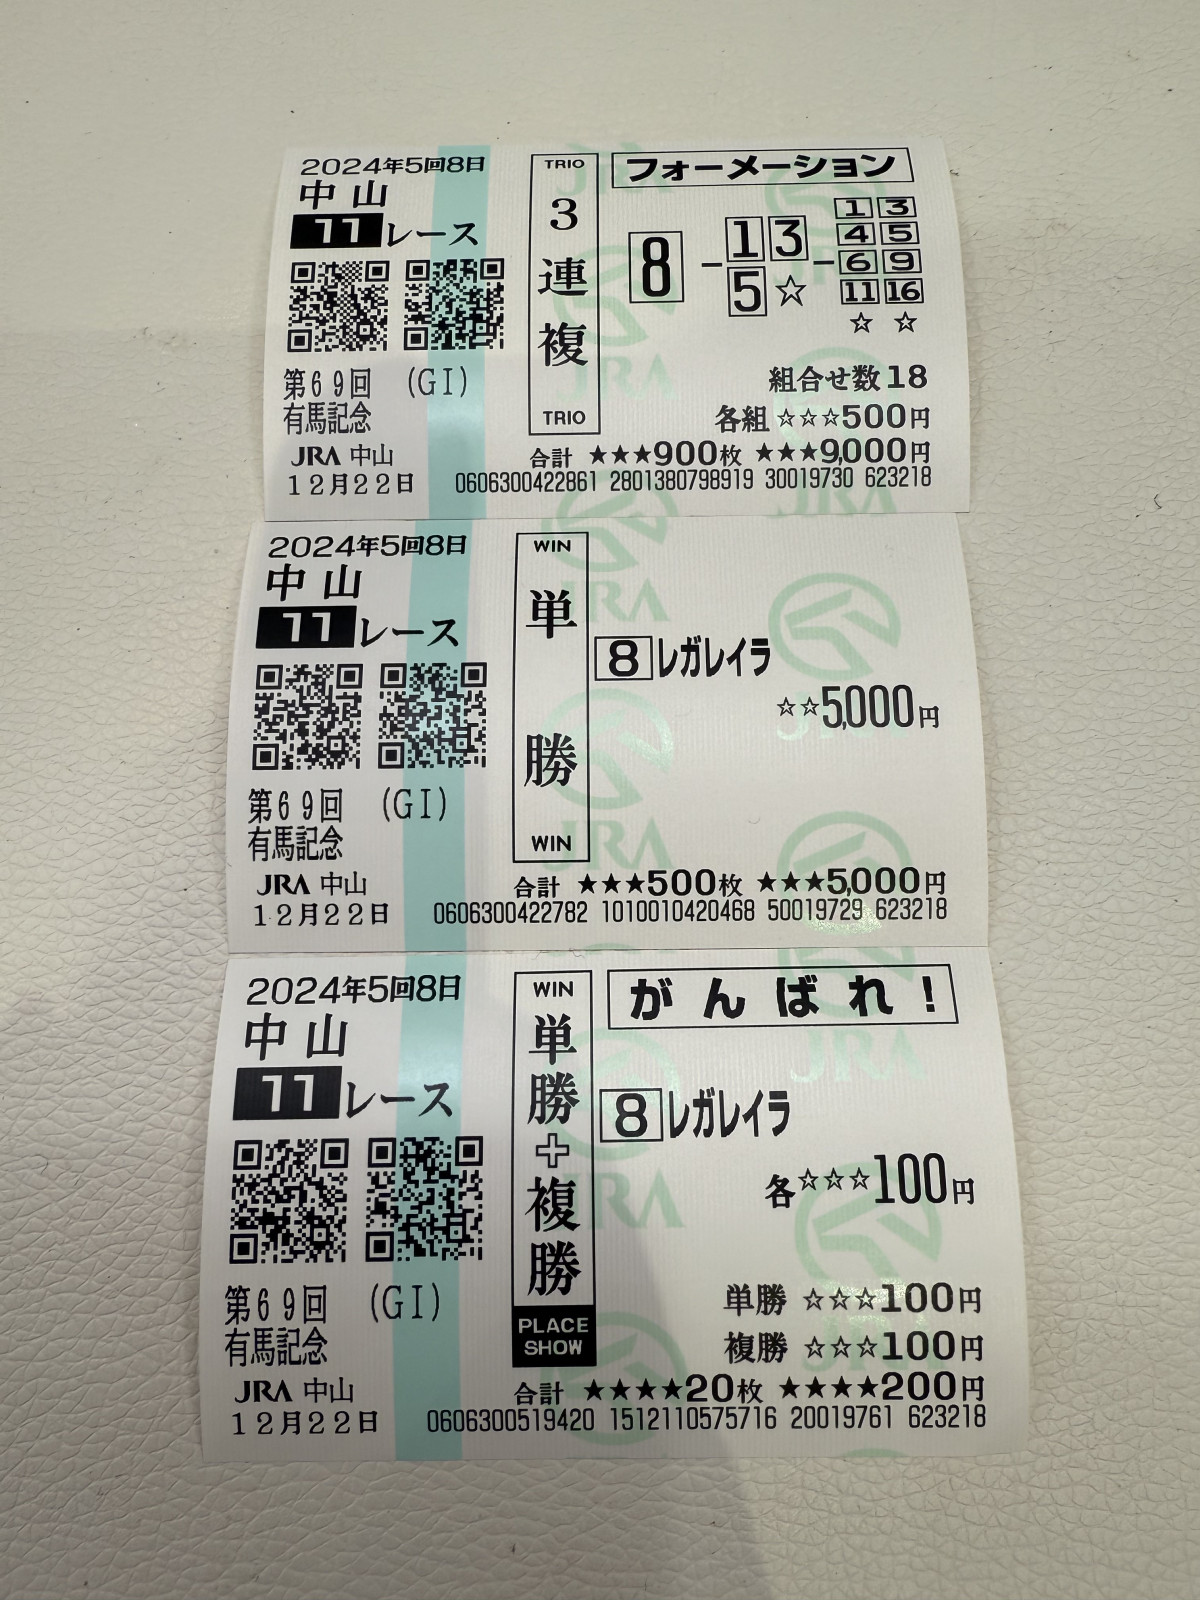 2024年5回8日
中山
11レース
第69回 (GI)
有馬記念
JRA 中山
12月22日
TRIO
3連複
TRIO
フォーメーション
8 - 1 3 5 ☆ - 1 3 4 5 6 9 11 16 ☆ ☆
組合せ数18
各組 ☆☆☆500円
合計 ★★★900枚 ★★★9,000円
0606300422861 2801380798919 30019730 623218
2024年5回8日
中山
11レース
第69回 (GI)
有馬記念
JRA 中山
12月22日
WIN
単勝
WIN
8 レガレイラ
☆☆5,000円
合計 ★★★500枚 ★★★5,000円
0606300422782 1010010420468 50019729 623218
2024年5回8日
中山
11レース
第69回 (GI)
有馬記念
JRA 中山
12月22日
WIN
単勝+複勝
PLACE
SHOW
がんばれ!
8 レガレイラ
各☆☆☆100円
単勝 ☆☆☆100円
複勝 ☆☆☆100円
合計 ★★★★20枚 ★★★★200円
0606300519420 1512110575716 20019761 623218